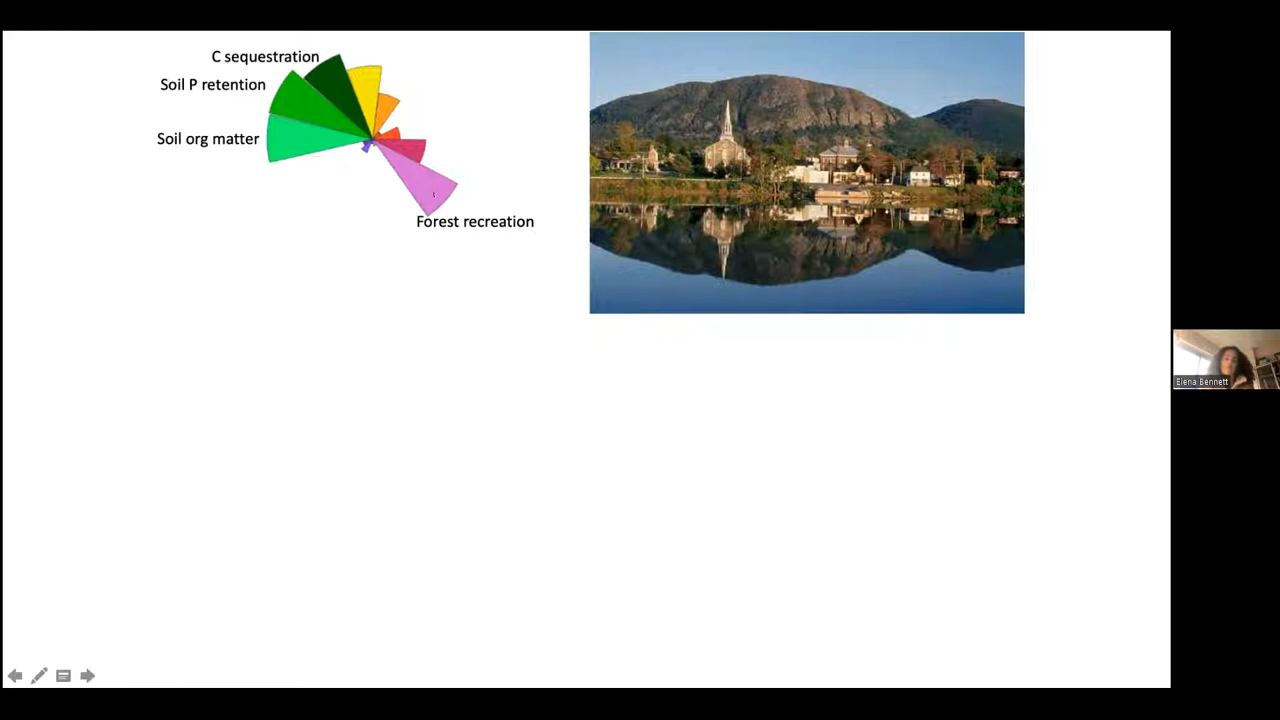 C sequestration
Soil P retention
Soil org matter
Forest recreation
Elena Bennett